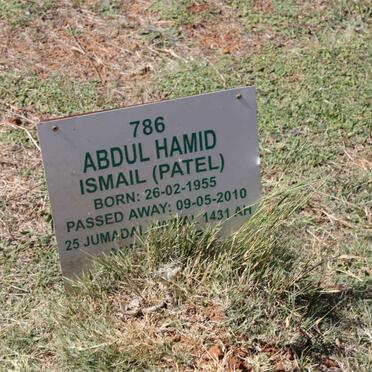 786
ABDUL HAMID
ISMAIL (PATEL)
BORN: 26-02-1955
PASSED AWAY: 09-05-2010
25 JUMADAL 1431 AH